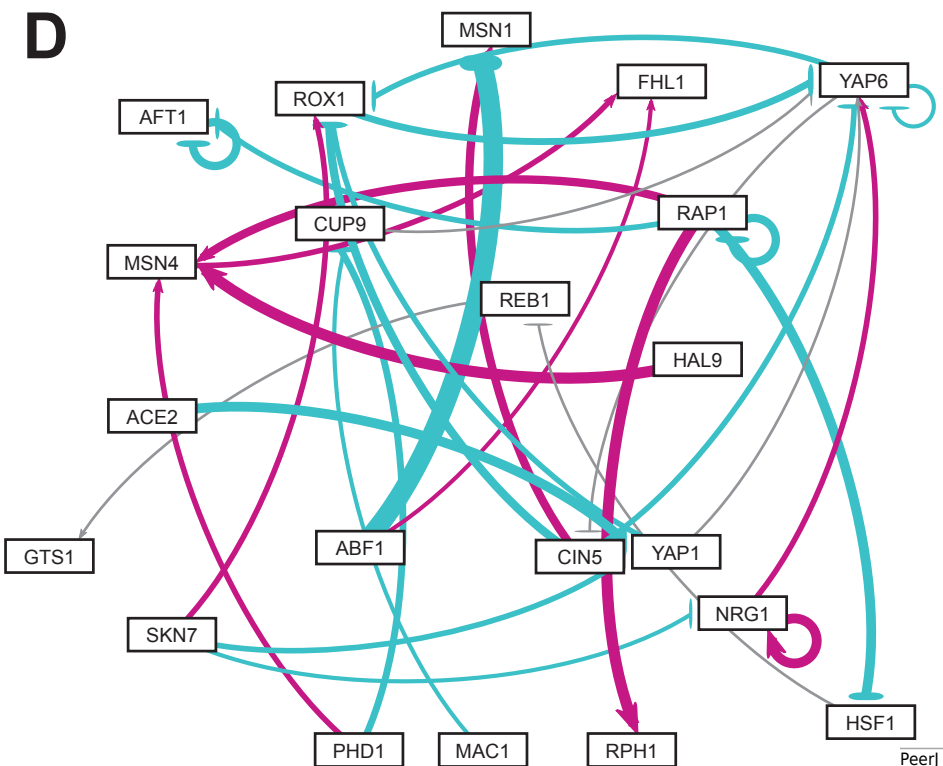 D
MSN1
FHL1
YAP6
ROX1
AFT1
RAP1
CUP9
MSN4
REB1
HAL9
ACE2
GTS1
ABF1
CIN5
YAP1
NRG1
SKN7
HSF1
PHD1
MAC1
RPH1
PeerJ